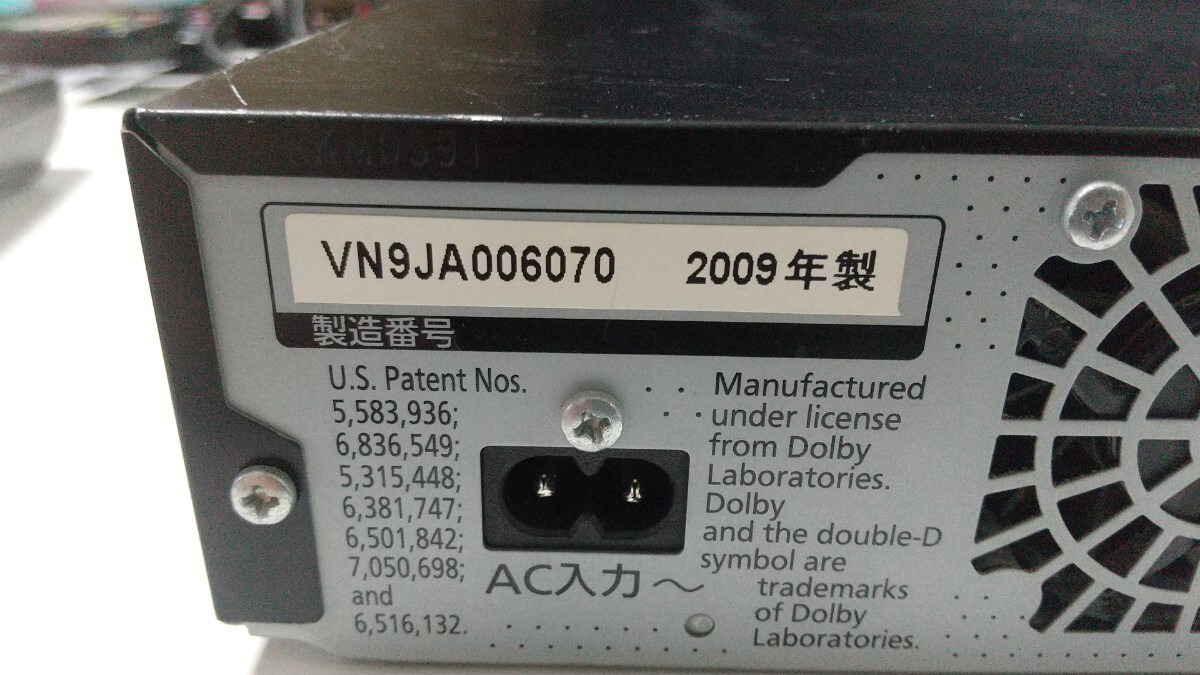 VN9JA006070 2009年製
製造番号
U.S. Patent Nos.
5,583,936;
6,836,549;
5,315,448;
6,381,747;
6,501,842;
7,050,698;
and
6,516,132.
AC入力～
Manufactured
under license
from Dolby
Laboratories.
Dolby
and the double-D
symbol are
trademarks
of Dolby
Laboratories.